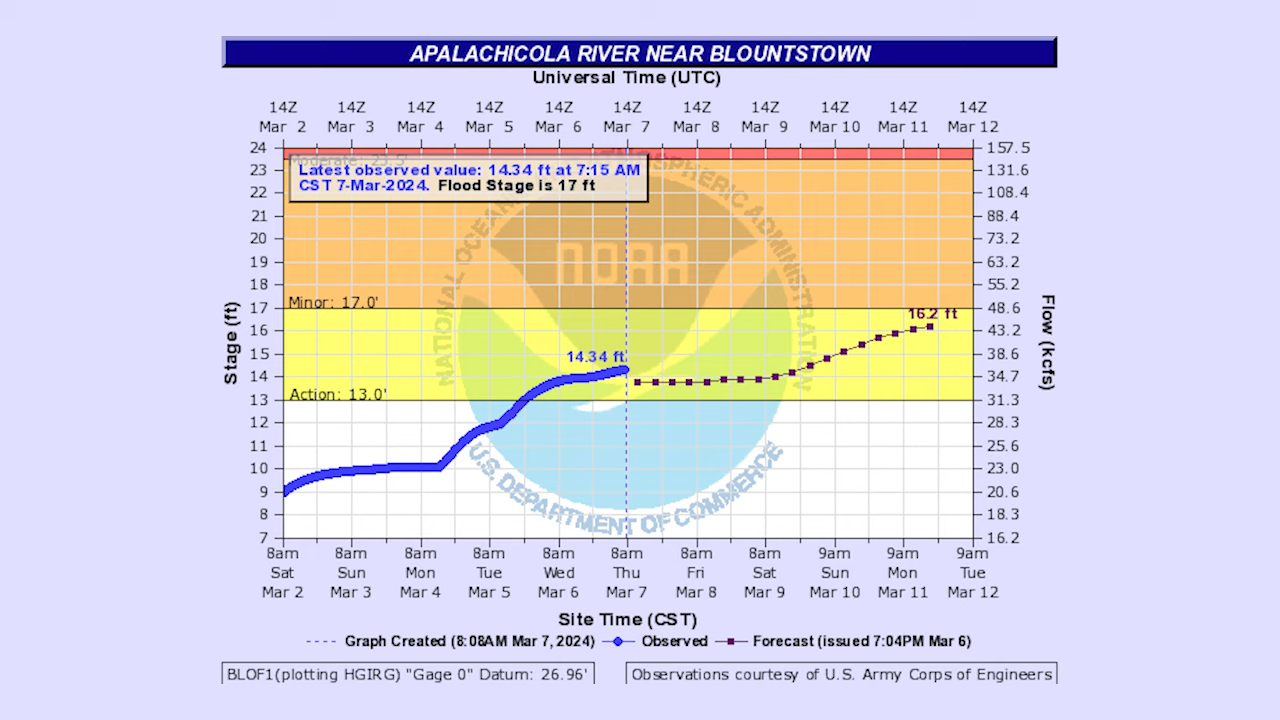 APALACHICOLA RIVER NEAR BLOUNTSTOWN
Universal Time (UTC)
14Z 14Z 14Z 14Z 14Z 14Z 14Z 14Z 14Z 14Z 14Z
Mar 2 Mar 3 Mar 4 Mar 5 Mar 6 Mar 7 Mar 8 Mar 9 Mar 10 Mar 11 Mar 12
24 157.5
Moderate: 23.5'
23 131.6
Latest observed value: 14.34 ft at 7:15 AM
CST 7-Mar-2024. Flood Stage is 17 ft
22 108.4
21 88.4
20 73.2
19 63.2
18 55.2
Minor: 17.0'
17 48.6
16.2 ft
16 43.2
15 38.6
14.34 ft
14 34.7
Action: 13.0'
13 31.3
12 28.3
11 25.6
10 23.0
9 20.6
8 18.3
7 16.2
Stage (ft)
Flow (kcfs)
NATIONAL OCEANIC AND ATMOSPHERIC ADMINISTRATION
NOAA
U.S. DEPARTMENT OF COMMERCE
8am 8am 8am 8am 8am 8am 8am 8am 9am 9am 9am
Sat Sun Mon Tue Wed Thu Fri Sat Sun Mon Tue
Mar 2 Mar 3 Mar 4 Mar 5 Mar 6 Mar 7 Mar 8 Mar 9 Mar 10 Mar 11 Mar 12
Site Time (CST)
Graph Created (8:08AM Mar 7, 2024) Observed Forecast (issued 7:04PM Mar 6)
BLOF1(plotting HGIRG) "Gage 0" Datum: 26.96'
Observations courtesy of U.S. Army Corps of Engineers